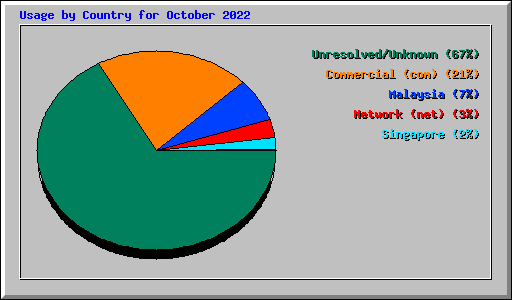 Usage by Country for October 2022
Unresolved/Unknown (67%)
Commercial (com) (21%)
Malaysia (7%)
Network (net) (3%)
Singapore (2%)